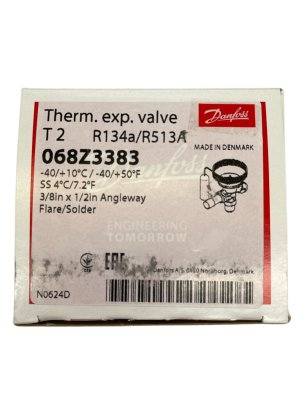 Danfoss
Therm. exp. valve
T 2 R134a/R513A
MADE IN DENMARK
068Z3383
-40/+10°C / -40/+50°F
SS 4°C/7.2°F
3/8in x 1/2in Angleway
Flare/Solder
Danfoss
ENGINEERING
TOMORROW
EAC
Danfoss A/S, 6430 Nordborg, Denmark
N0624D